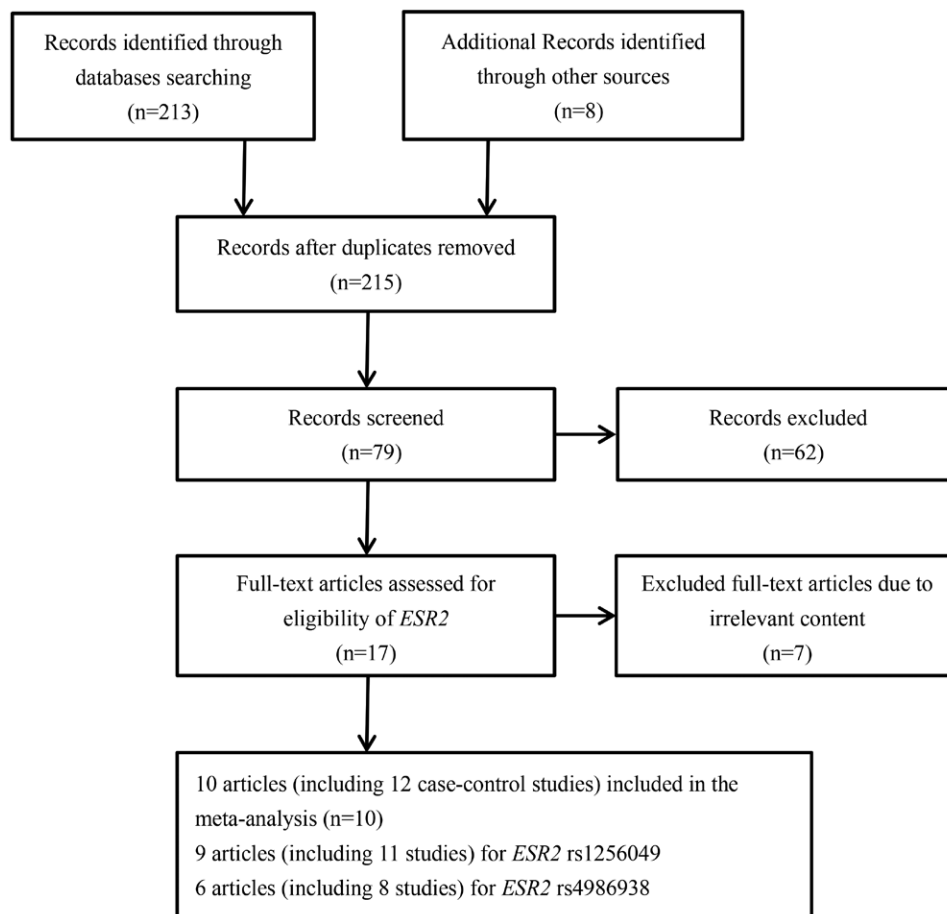 Records identified through
databases searching
(n=213)
Additional Records identified
through other sources
(n=8)
Records after duplicates removed
(n=215)
Records screened
(n=79)
Records excluded
(n=62)
Full-text articles assessed for
eligibility of ESR2
(n=17)
Excluded full-text articles due to
irrelevant content
(n=7)
10 articles (including 12 case-control studies) included in the
meta-analysis (n=10)
9 articles (including 11 studies) for ESR2 rs1256049
6 articles (including 8 studies) for ESR2 rs4986938